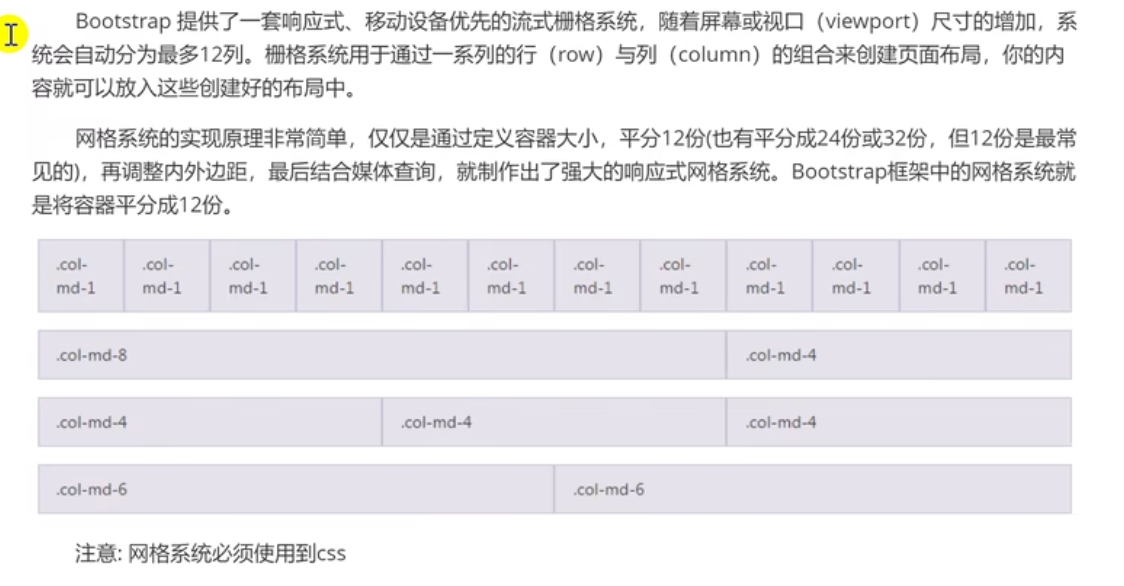 Bootstrap 提供了一套响应式、移动设备优先的流式栅格系统，随着屏幕或视口（viewport）尺寸的增加，系
统会自动分为最多12列。栅格系统用于通过一系列的行（row）与列（column）的组合来创建页面布局，你的内
容就可以放入这些创建好的布局中。
网格系统的实现原理非常简单，仅仅是通过定义容器大小，平分12份(也有平分成24份或32份，但12份是最常
见的)，再调整内外边距，最后结合媒体查询，就制作出了强大的响应式网格系统。Bootstrap框架中的网格系统就
是将容器平分成12份。
.col- .col- .col- .col- .col- .col- .col- .col- .col- .col- .col- .col-
md-1 md-1 md-1 md-1 md-1 md-1 md-1 md-1 md-1 md-1 md-1 md-1
.col-md-8 .col-md-4
.col-md-4 .col-md-4 .col-md-4
.col-md-6 .col-md-6
注意: 网格系统必须使用到css